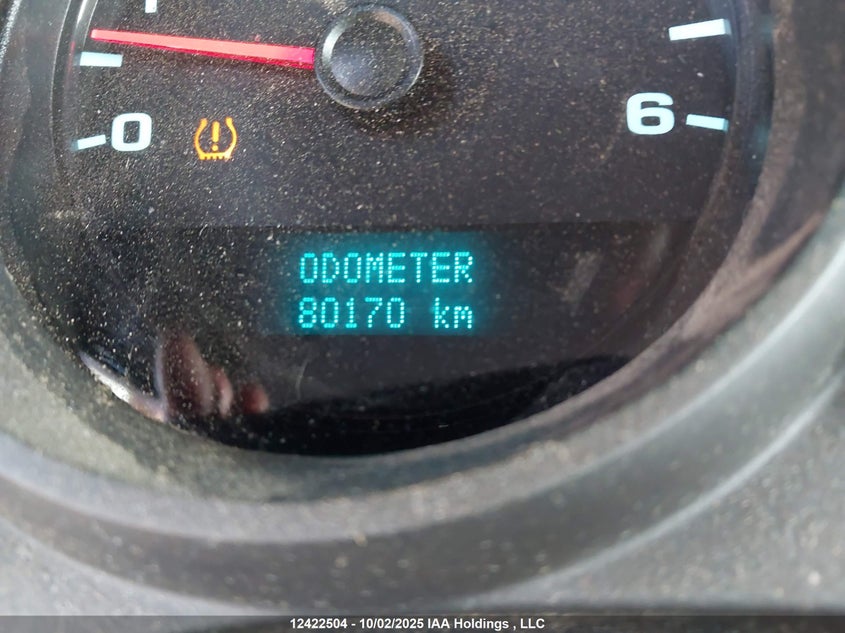 0
6
ODOMETER
80170 km
12422504 - 10/02/2025 IAA Holdings , LLC